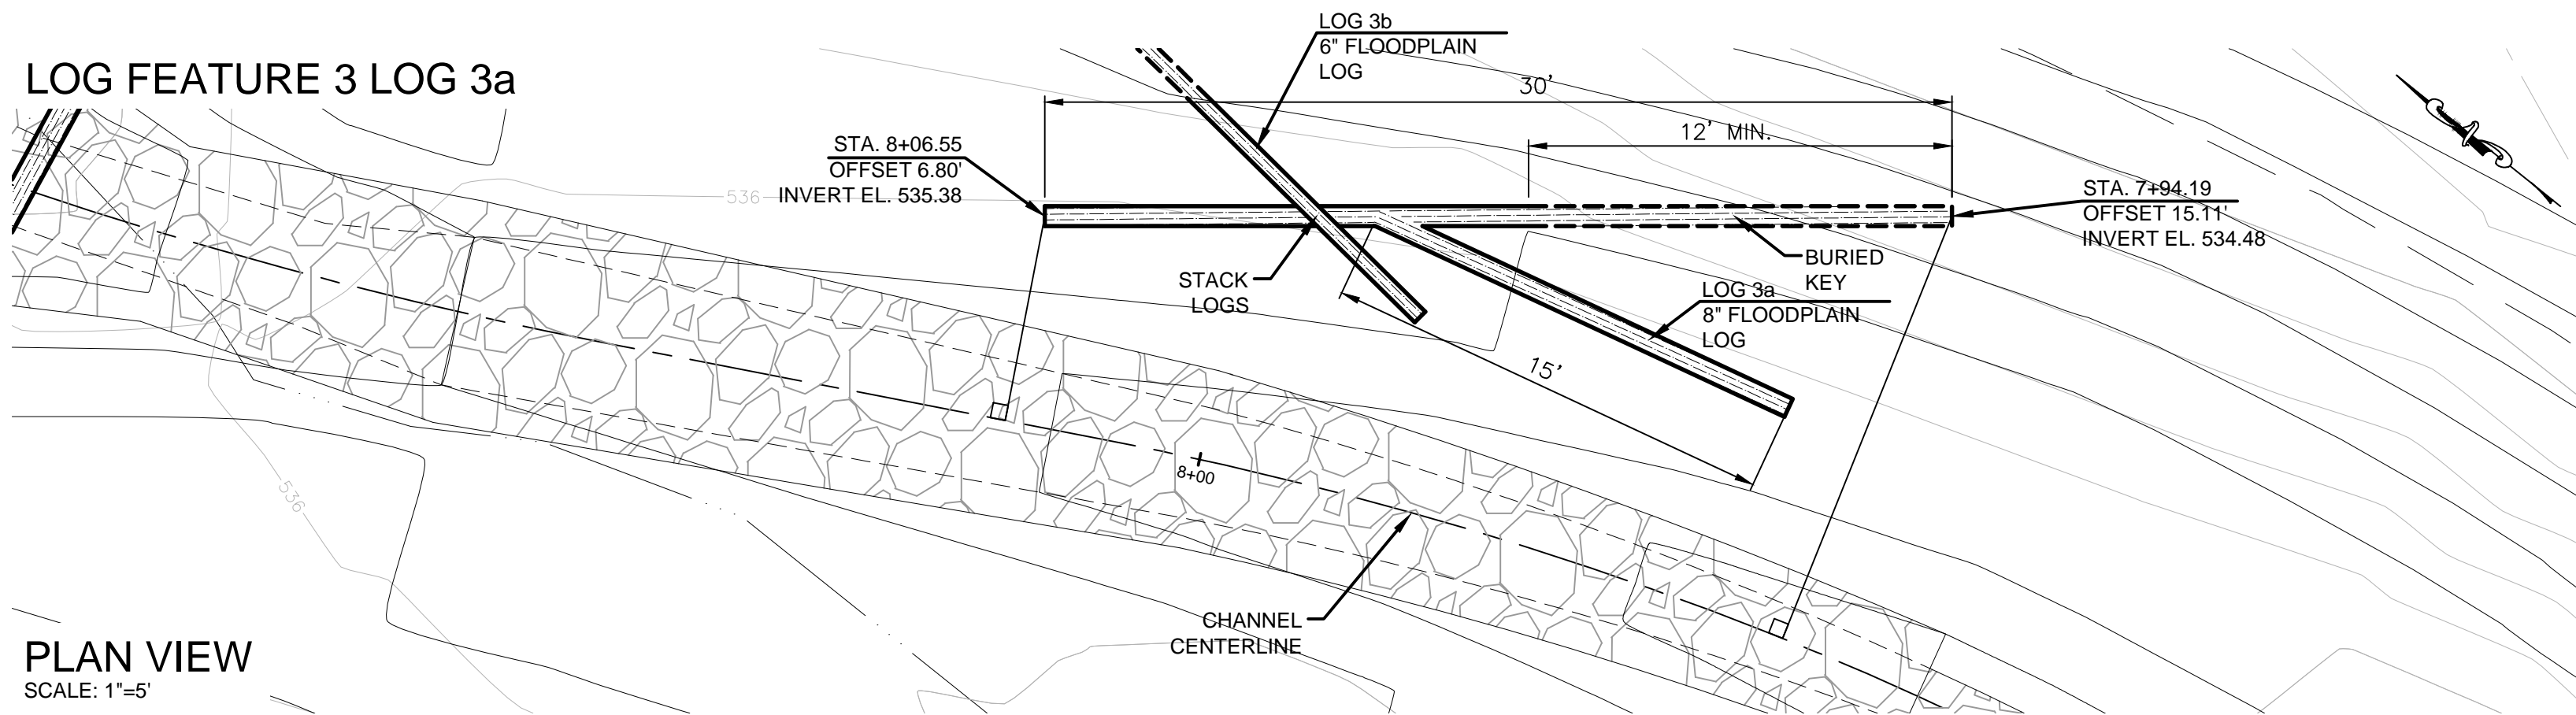 LOG FEATURE 3 LOG 3a
LOG 3b
6" FLOODPLAIN
LOG
30'
12' MIN.
STA. 8+06.55
OFFSET 6.80'
INVERT EL. 535.38
536
STA. 7+94.19
OFFSET 15.11'
INVERT EL. 534.48
BURIED
KEY
STACK
LOGS
LOG 3a
8" FLOODPLAIN
LOG
15'
8+00
536
CHANNEL
CENTERLINE
PLAN VIEW
SCALE: 1"=5'